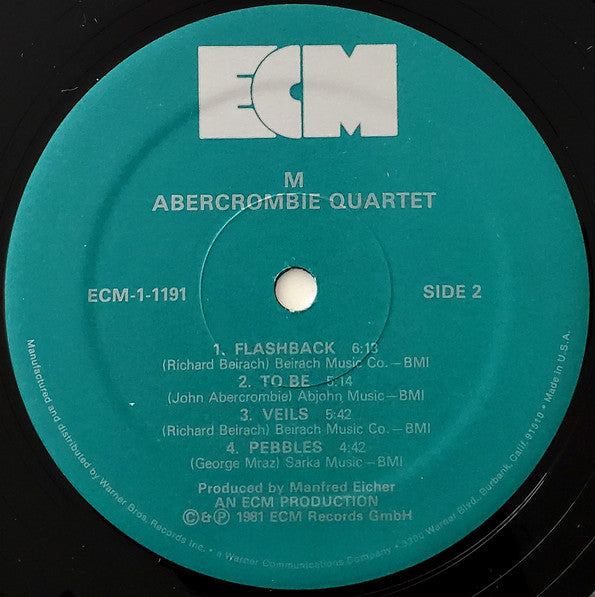 ECM
M
ABERCROMBIE QUARTET
ECM-1-1191
SIDE 2
1. FLASHBACK 6:13
(Richard Beirach) Beirach Music Co.—BMI
2. TO BE 5:14
(John Abercrombie) Abjohn Music—BMI
3. VEILS 5:42
(Richard Beirach) Beirach Music Co.—BMI
4. PEBBLES 4:42
(George Mraz) Sarka Music—BMI
Produced by Manfred Eicher
AN ECM PRODUCTION
©&℗ 1981 ECM Records GmbH
Manufactured and distributed by Warner Bros. Records Inc. • a Warner Communications Company • 3300 Warner Blvd., Burbank, Calif. 91510 • Made in U.S.A.